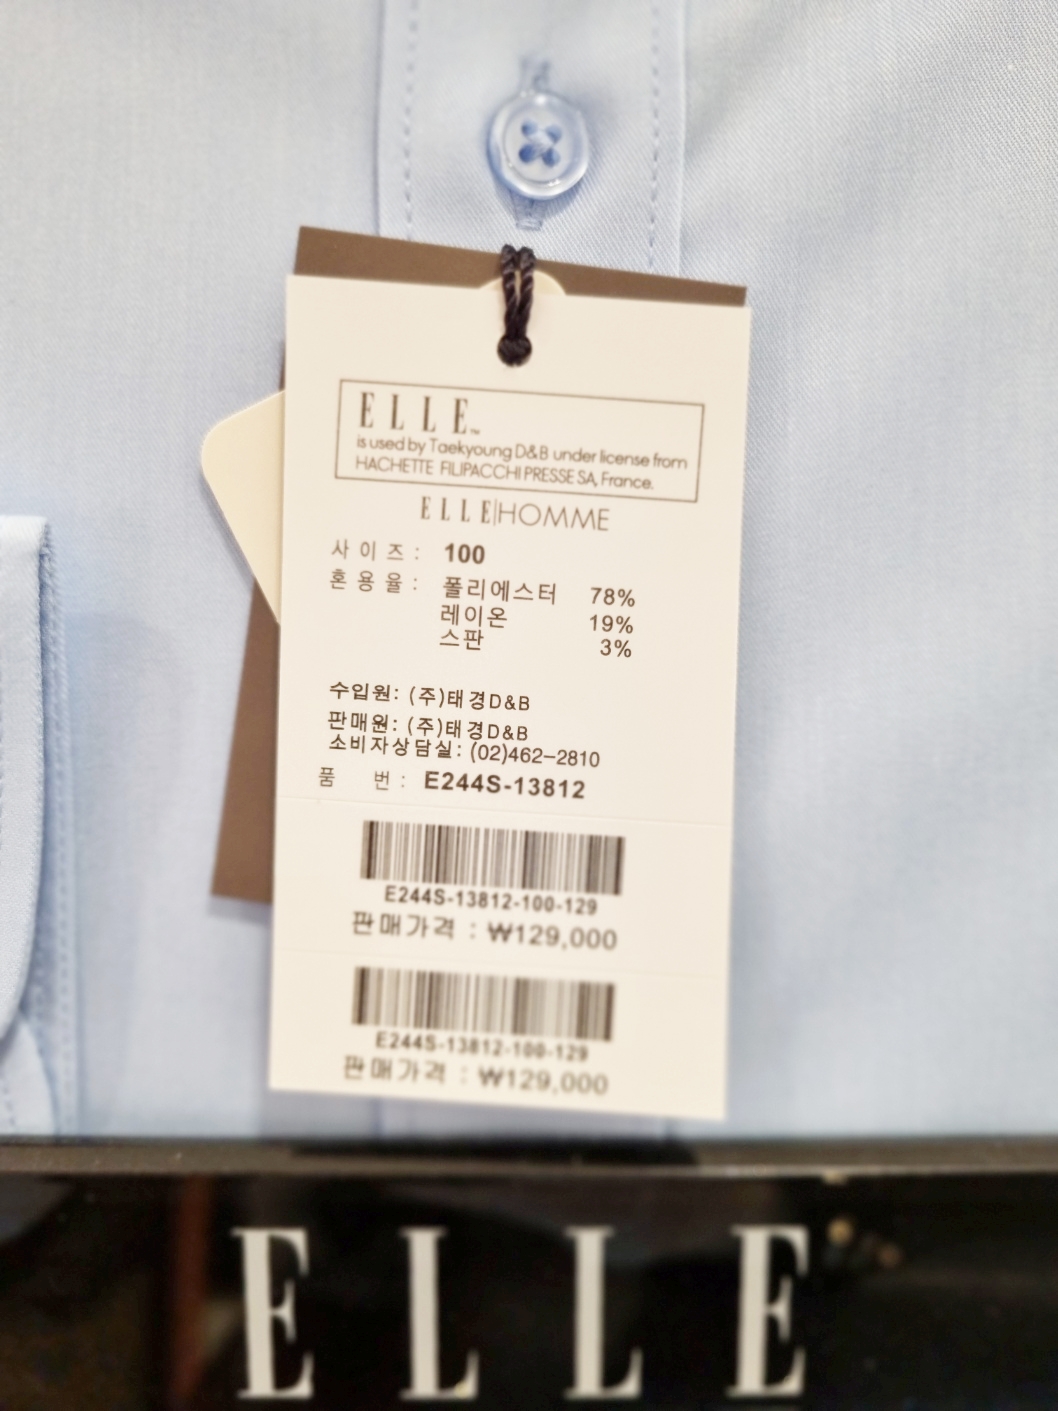 ELLE™
is used by Taekyoung D&B under license from
HACHETTE FILIPACCHI PRESSE SA, France.
ELLE|HOMME
사 이 즈 : 100
혼 용 율 : 폴리에스터 78%
레이온 19%
스판 3%
수입원: (주)태경D&B
판매원: (주)태경D&B
소비자상담실: (02)462-2810
품 번 : E244S-13812
E244S-13812-100-129
판매가격 : ₩129,000
E244S-13812-100-129
판매가격 : ₩129,000
ELLE